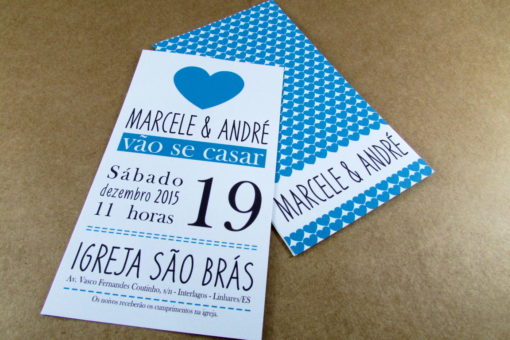 MARCELE & ANDRÉ
vão se casar
Sábado
dezembro 2015
11 horas
19
IGREJA SÃO BRÁS
Av. Vasco Fernandes Coutinho, s/n - Interlagos - Linhares/ES
Os noivos receberão os cumprimentos na igreja.
MARCELE & ANDRÉ